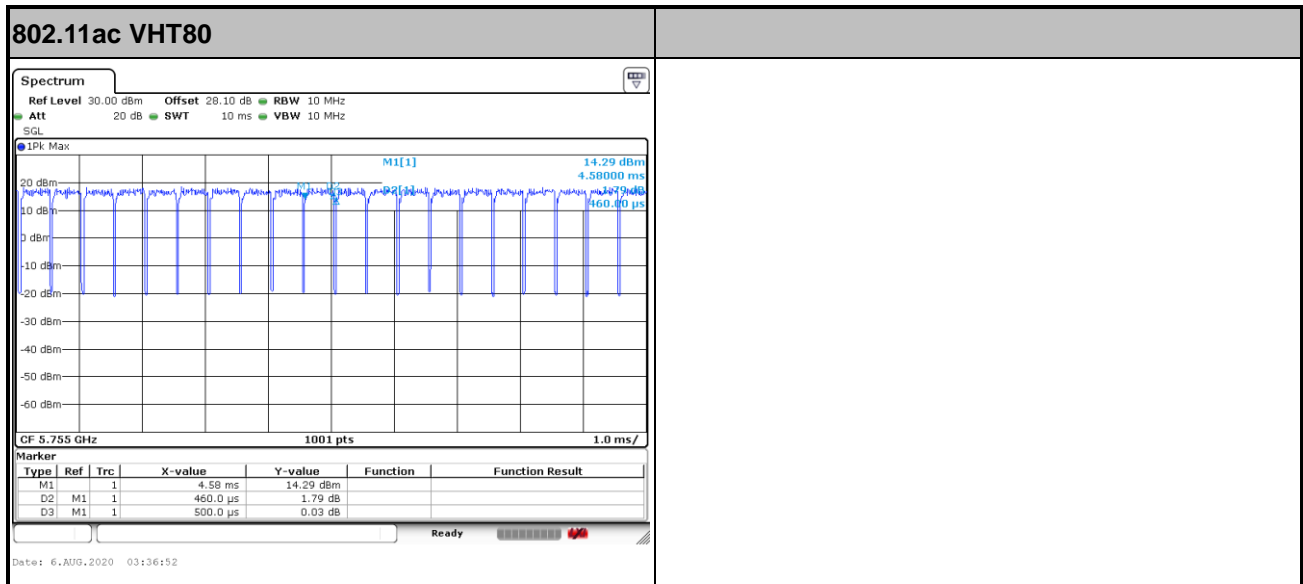 802.11ac VHT80
Spectrum
Ref Level 30.00 dBm Offset 28.10 dB RBW 10 MHz
Att 20 dB SWT 10 ms VBW 10 MHz
SGL
1Pk Max
M1[1] 14.29 dBm
4.58000 ms
20 dBm
M1 D2[1] 1.79 dB
10 dBm 460.00 µs
0 dBm
-10 dBm
-20 dBm
-30 dBm
-40 dBm
-50 dBm
-60 dBm
CF 5.755 GHz 1001 pts 1.0 ms/
Marker
Type Ref Trc X-value Y-value Function Function Result
M1 1 4.58 ms 14.29 dBm
D2 M1 1 460.0 µs 1.79 dB
D3 M1 1 500.0 µs 0.03 dB
Ready
Date: 6.AUG.2020 03:36:52